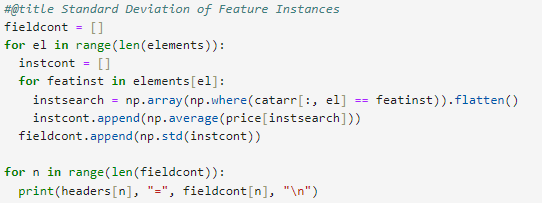 #@title Standard Deviation of Feature Instances
fieldcont = []
for el in range(len(elements)):
  instcont = []
  for featinst in elements[el]:
    instsearch = np.array(np.where(catarr[:, el] == featinst)).flatten()
    instcont.append(np.average(price[instsearch]))
  fieldcont.append(np.std(instcont))

for n in range(len(fieldcont)):
  print(headers[n], "=", fieldcont[n], "\n")